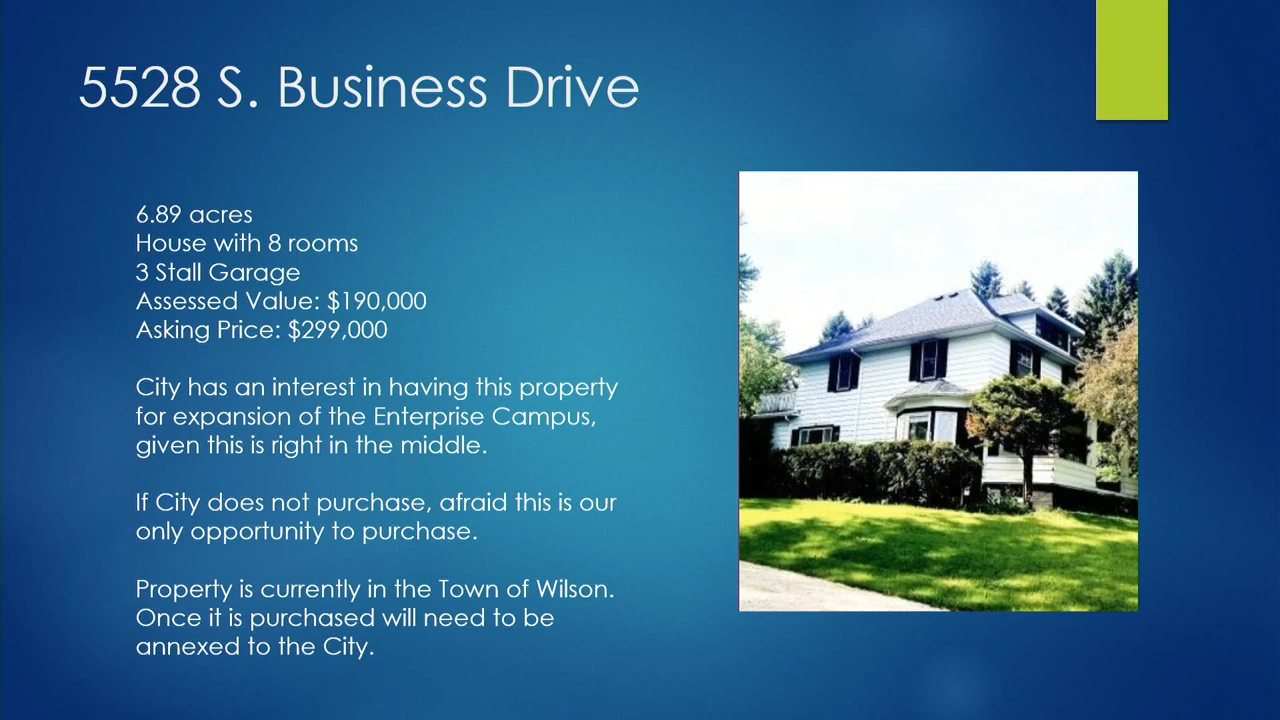 5528 S. Business Drive
6.89 acres
House with 8 rooms
3 Stall Garage
Assessed Value: $190,000
Asking Price: $299,000
City has an interest in having this property
for expansion of the Enterprise Campus,
given this is right in the middle.
If City does not purchase, afraid this is our
only opportunity to purchase.
Property is currently in the Town of Wilson.
Once it is purchased will need to be
annexed to the City.